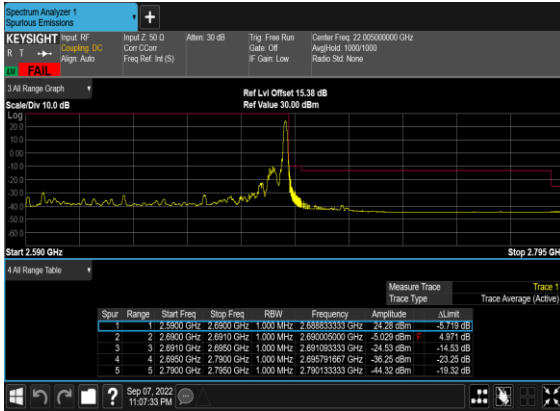 Spectrum Analyzer 1
Spurious Emissions
+
KEYSIGHT Input: RF Input Z: 50 Ω Atten: 30 dB Trig: Free Run Center Freq: 22.005000000 GHz
R T Coupling: DC Corr CCorr Gate: Off Avg|Hold: 1000/1000
Align: Auto Freq Ref: Int (S) IF Gain: Low Radio Std: None
FAIL
3 All Range Graph
Ref Lvl Offset 15.38 dB
Scale/Div 10.0 dB Ref Value 30.00 dBm
Log
20.0
10.0
0.00
-10.0
-20.0
-30.0
-40.0
-50.0
-60.0
Start 2.590 GHz Stop 2.795 GH
4 All Range Table
Measure Trace Trace 1
Trace Type Trace Average (Active)
Spur Range Start Freq Stop Freq RBW Frequency Amplitude ΔLimit
1 1 2.5900 GHz 2.6900 GHz 1.000 MHz 2.688833333 GHz 24.28 dBm -5.719 dB
2 2 2.6900 GHz 2.6910 GHz 1.000 MHz 2.690005000 GHz -5.029 dBm F 4.971 dB
3 3 2.6910 GHz 2.6950 GHz 1.000 MHz 2.691093333 GHz -24.53 dBm -14.53 dB
4 4 2.6950 GHz 2.7900 GHz 1.000 MHz 2.695791667 GHz -36.25 dBm -23.25 dB
5 5 2.7900 GHz 2.7950 GHz 1.000 MHz 2.790133333 GHz -44.32 dBm -19.32 dB
? Sep 07, 2022
11:07:33 PM